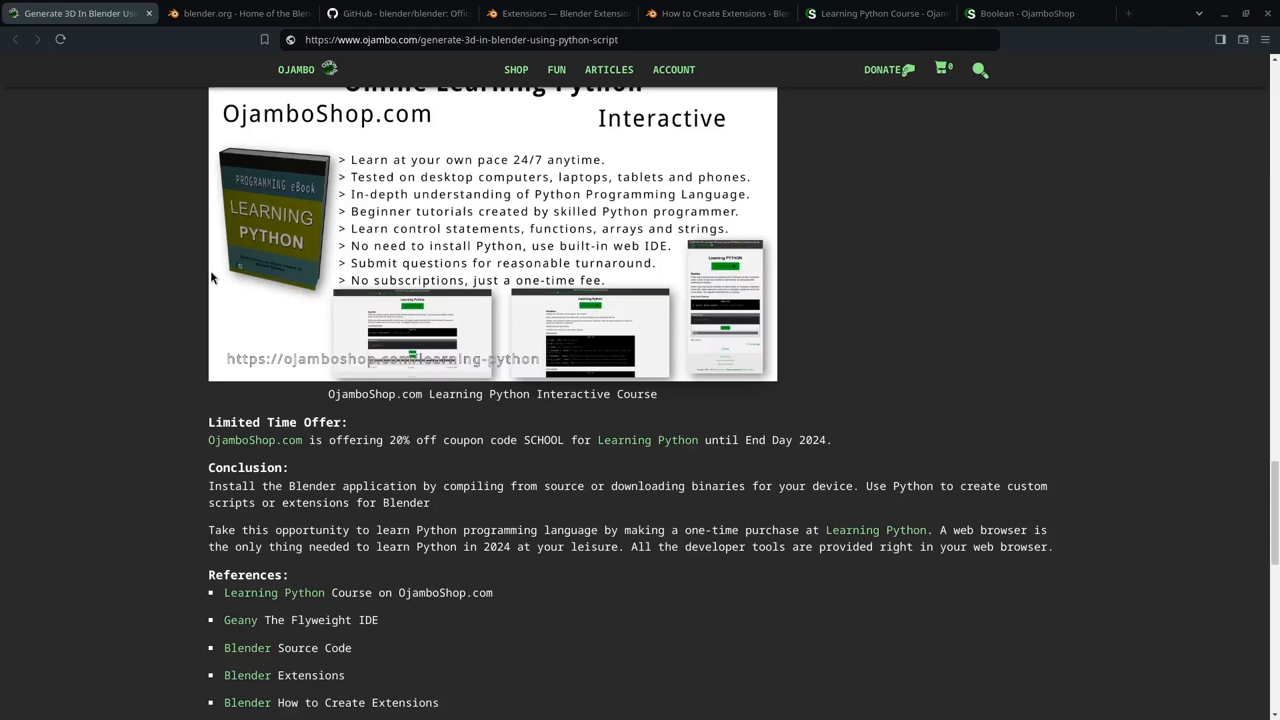 Generate 3D In Blender Usi
blender.org - Home of the Blen
GitHub - blender/blender: Offic
Extensions — Blender Extension
How to Create Extensions - Ble
Learning Python Course - Ojam
Boolean - OjamboShop
https://www.ojambo.com/generate-3d-in-blender-using-python-script
OJAMBO
SHOP
FUN
ARTICLES
ACCOUNT
DONATE
0
Online Learning Python
OjamboShop.com
Interactive
PROGRAMMING eBook
LEARNING
PYTHON
> Learn at your own pace 24/7 anytime.
> Tested on desktop computers, laptops, tablets and phones.
> In-depth understanding of Python Programming Language.
> Beginner tutorials created by skilled Python programmer.
> Learn control statements, functions, arrays and strings.
> No need to install Python, use built-in web IDE.
> Submit questions for reasonable turnaround.
> No subscription, just a one-time fee.
https://ojamboshop.com/learning-python
OjamboShop.com Learning Python Interactive Course
Limited Time Offer:
OjamboShop.com is offering 20% off coupon code SCHOOL for Learning Python until End Day 2024.
Conclusion:
Install the Blender application by compiling from source or downloading binaries for your device. Use Python to create custom
scripts or extensions for Blender
Take this opportunity to learn Python programming language by making a one-time purchase at Learning Python. A web browser is
the only thing needed to learn Python in 2024 at your leisure. All the developer tools are provided right in your web browser.
References:
▪ Learning Python Course on OjamboShop.com
▪ Geany The Flyweight IDE
▪ Blender Source Code
▪ Blender Extensions
▪ Blender How to Create Extensions